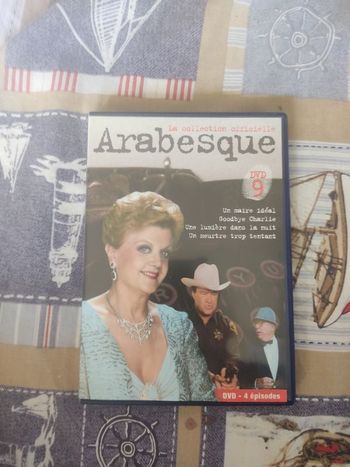 La collection officielle
Arabesque
DVD
9
Un maire idéal
Goodbye Charlie
Une lumière dans la nuit
Un meurtre trop tentant
DVD - 4 épisodes